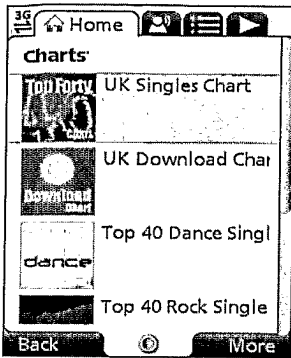 3G
Home
Charts
Top Forty
UK Singles Chart
UK Download Char
Download
chart
Top 40 Dance Singl
dance
Top 40 Rock Single
Back
More